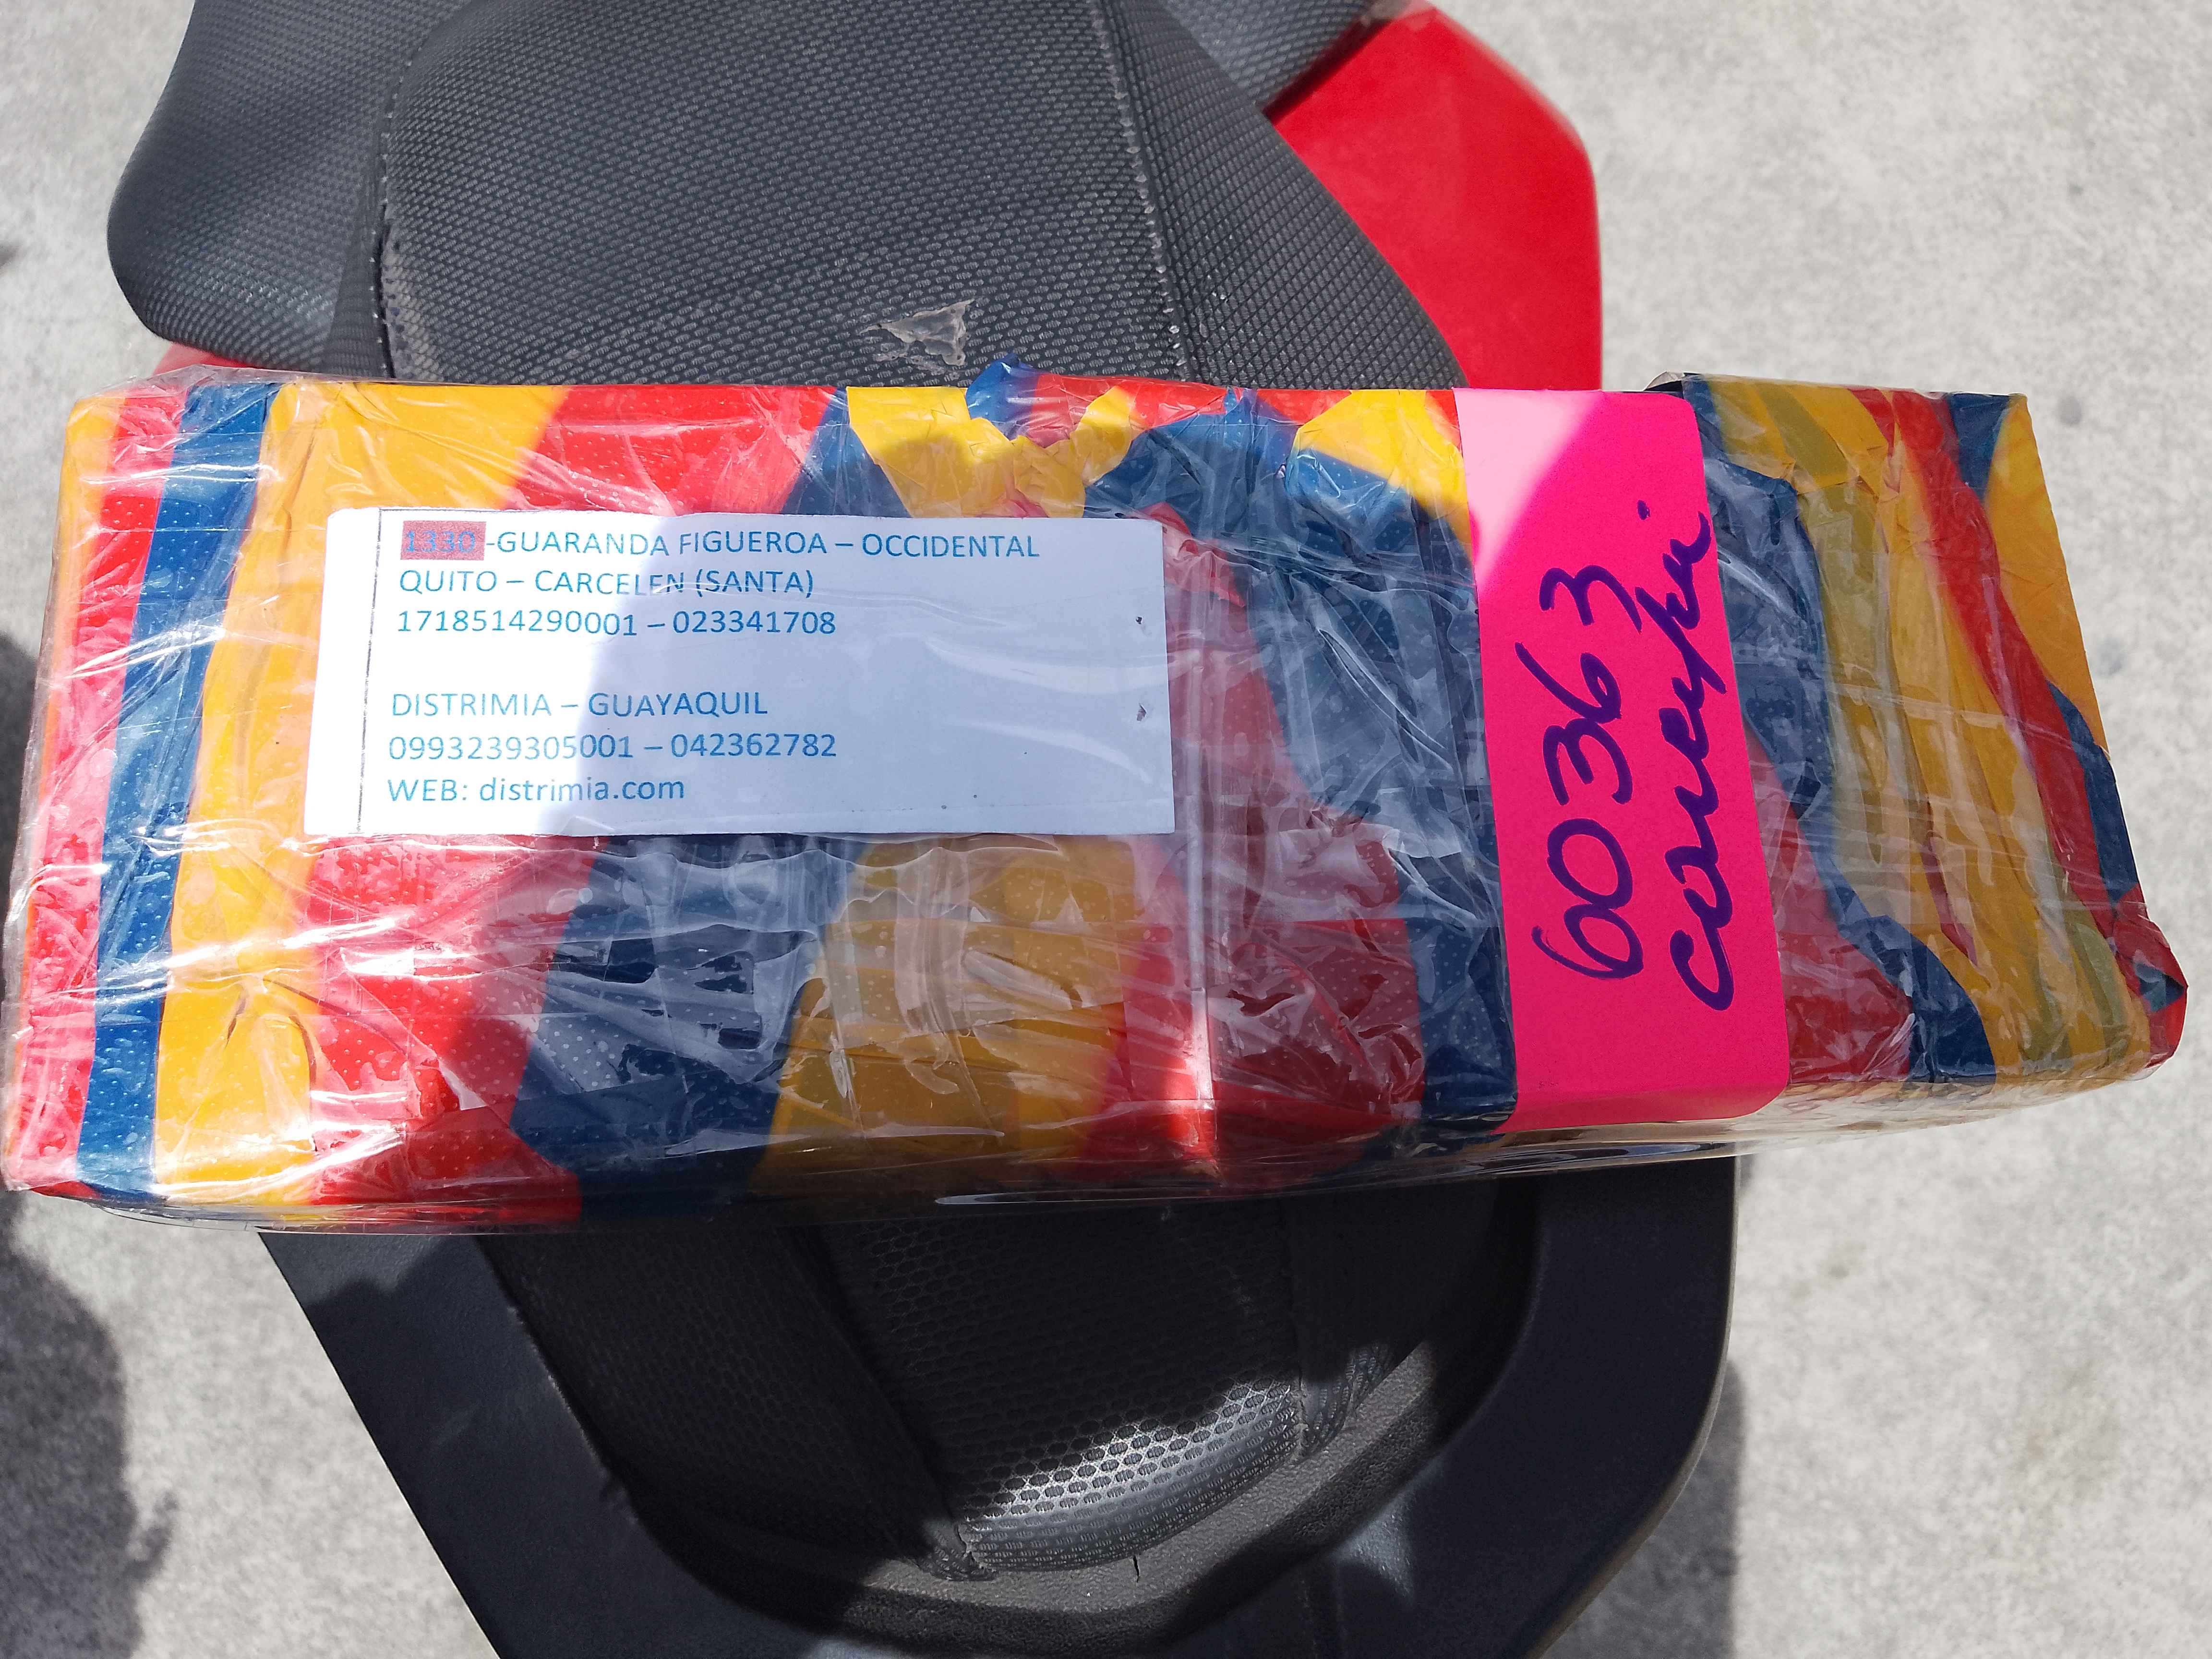 1330-GUARANDA FIGUEROA – OCCIDENTAL
QUITO – CARCELEN (SANTA)
1718514290001 – 023341708
DISTRIMIA – GUAYAQUIL
0993239305001 – 042362782
WEB: distrimia.com
60363